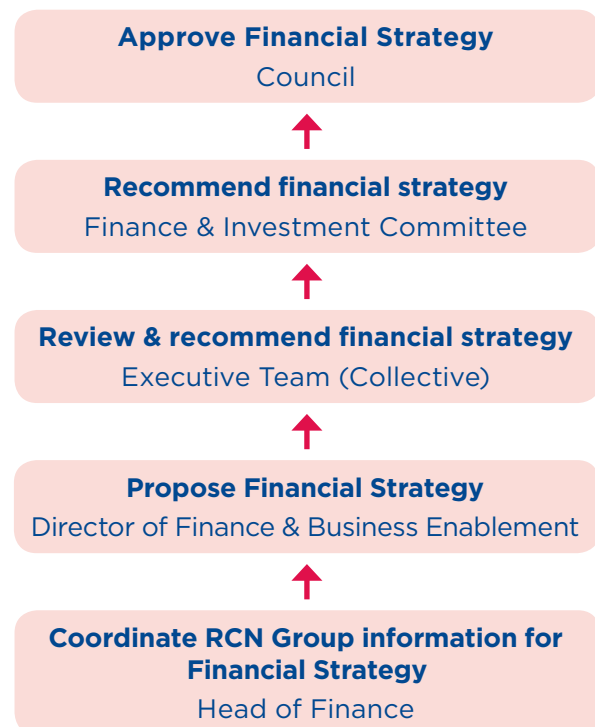 Approve Financial Strategy
Council
Recommend financial strategy
Finance & Investment Committee
Review & recommend financial strategy
Executive Team (Collective)
Propose Financial Strategy
Director of Finance & Business Enablement
Coordinate RCN Group information for
Financial Strategy
Head of Finance